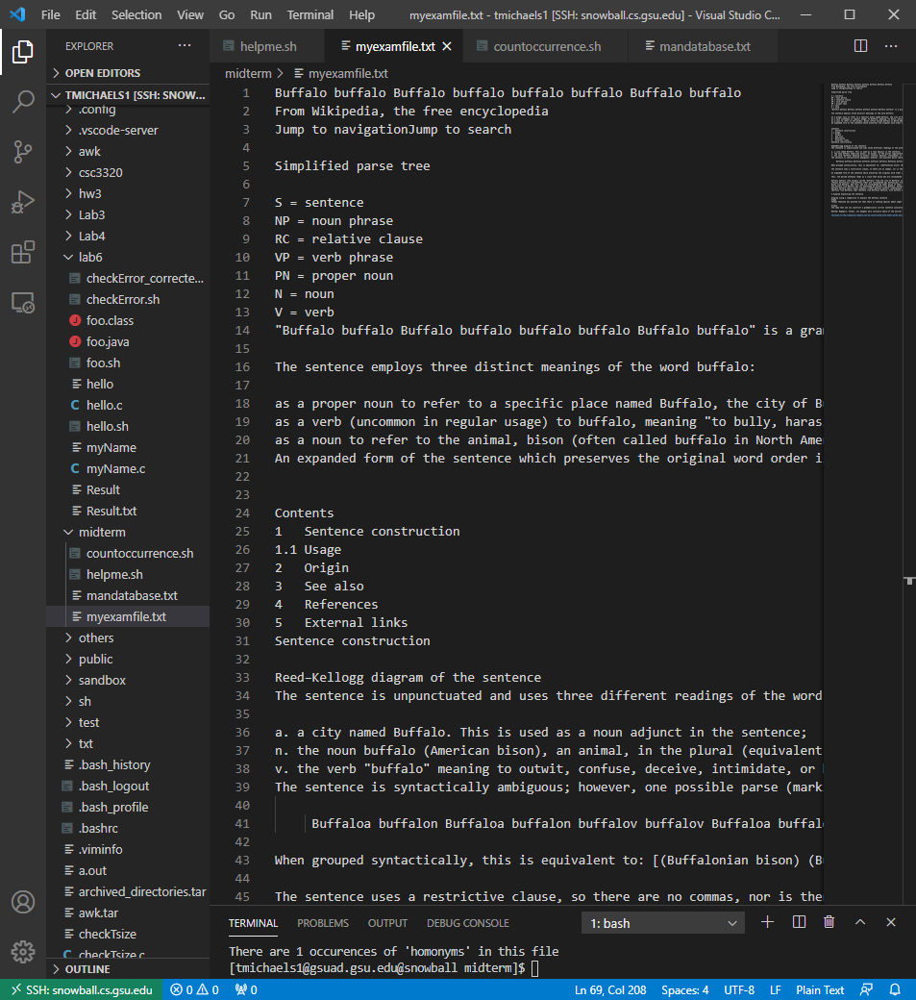 File Edit Selection View Go Run Terminal Help myexamfile.txt - tmichaels1 [SSH: snowball.cs.gsu.edu] - Visual Studio C...
EXPLORER
OPEN EDITORS
TMICHAELS1 [SSH: SNOW...
.config
.vscode-server
awk
csc3320
hw3
Lab3
Lab4
lab6
checkError_correcte...
checkError.sh
foo.class
foo.java
foo.sh
hello
hello.c
hello.sh
myName
myName.c
Result
Result.txt
midterm
countoccurrence.sh
helpme.sh
mandatabase.txt
myexamfile.txt
others
public
sandbox
sh
test
txt
.bash_history
.bash_logout
.bash_profile
.bashrc
.viminfo
a.out
archived_directories.tar
awk.tar
checkTsize
checkTsize.c
OUTLINE
helpme.sh myexamfile.txt countoccurrence.sh mandatabase.txt
midterm > myexamfile.txt
1 Buffalo buffalo Buffalo buffalo buffalo buffalo Buffalo buffalo
2 From Wikipedia, the free encyclopedia
3 Jump to navigationJump to search
4
5 Simplified parse tree
6
7 S = sentence
8 NP = noun phrase
9 RC = relative clause
10 VP = verb phrase
11 PN = proper noun
12 N = noun
13 V = verb
14 "Buffalo buffalo Buffalo buffalo buffalo buffalo Buffalo buffalo" is a gra
15
16 The sentence employs three distinct meanings of the word buffalo:
17
18 as a proper noun to refer to a specific place named Buffalo, the city of B
19 as a verb (uncommon in regular usage) to buffalo, meaning "to bully, haras
20 as a noun to refer to the animal, bison (often called buffalo in North Ame
21 An expanded form of the sentence which preserves the original word order i
22
23
24 Contents
25 1 Sentence construction
26 1.1 Usage
27 2 Origin
28 3 See also
29 4 References
30 5 External links
31 Sentence construction
32
33 Reed–Kellogg diagram of the sentence
34 The sentence is unpunctuated and uses three different readings of the word
35
36 a. a city named Buffalo. This is used as a noun adjunct in the sentence;
37 n. the noun buffalo (American bison), an animal, in the plural (equivalent
38 v. the verb "buffalo" meaning to outwit, confuse, deceive, intimidate, or
39 The sentence is syntactically ambiguous; however, one possible parse (mark
40
41 Buffaloa buffalon Buffaloa buffalon buffalov buffalov Buffaloa buffal
42
43 When grouped syntactically, this is equivalent to: [(Buffalonian bison) (B
44
45 The sentence uses a restrictive clause, so there are no commas, nor is the
TERMINAL PROBLEMS OUTPUT DEBUG CONSOLE 1: bash
There are 1 occurences of 'homonyms' in this file
[tmichaels1@gsuad.gsu.edu@snowball midterm]$
SSH: snowball.cs.gsu.edu 0 0 0 Ln 69, Col 208 Spaces: 4 UTF-8 LF Plain Text